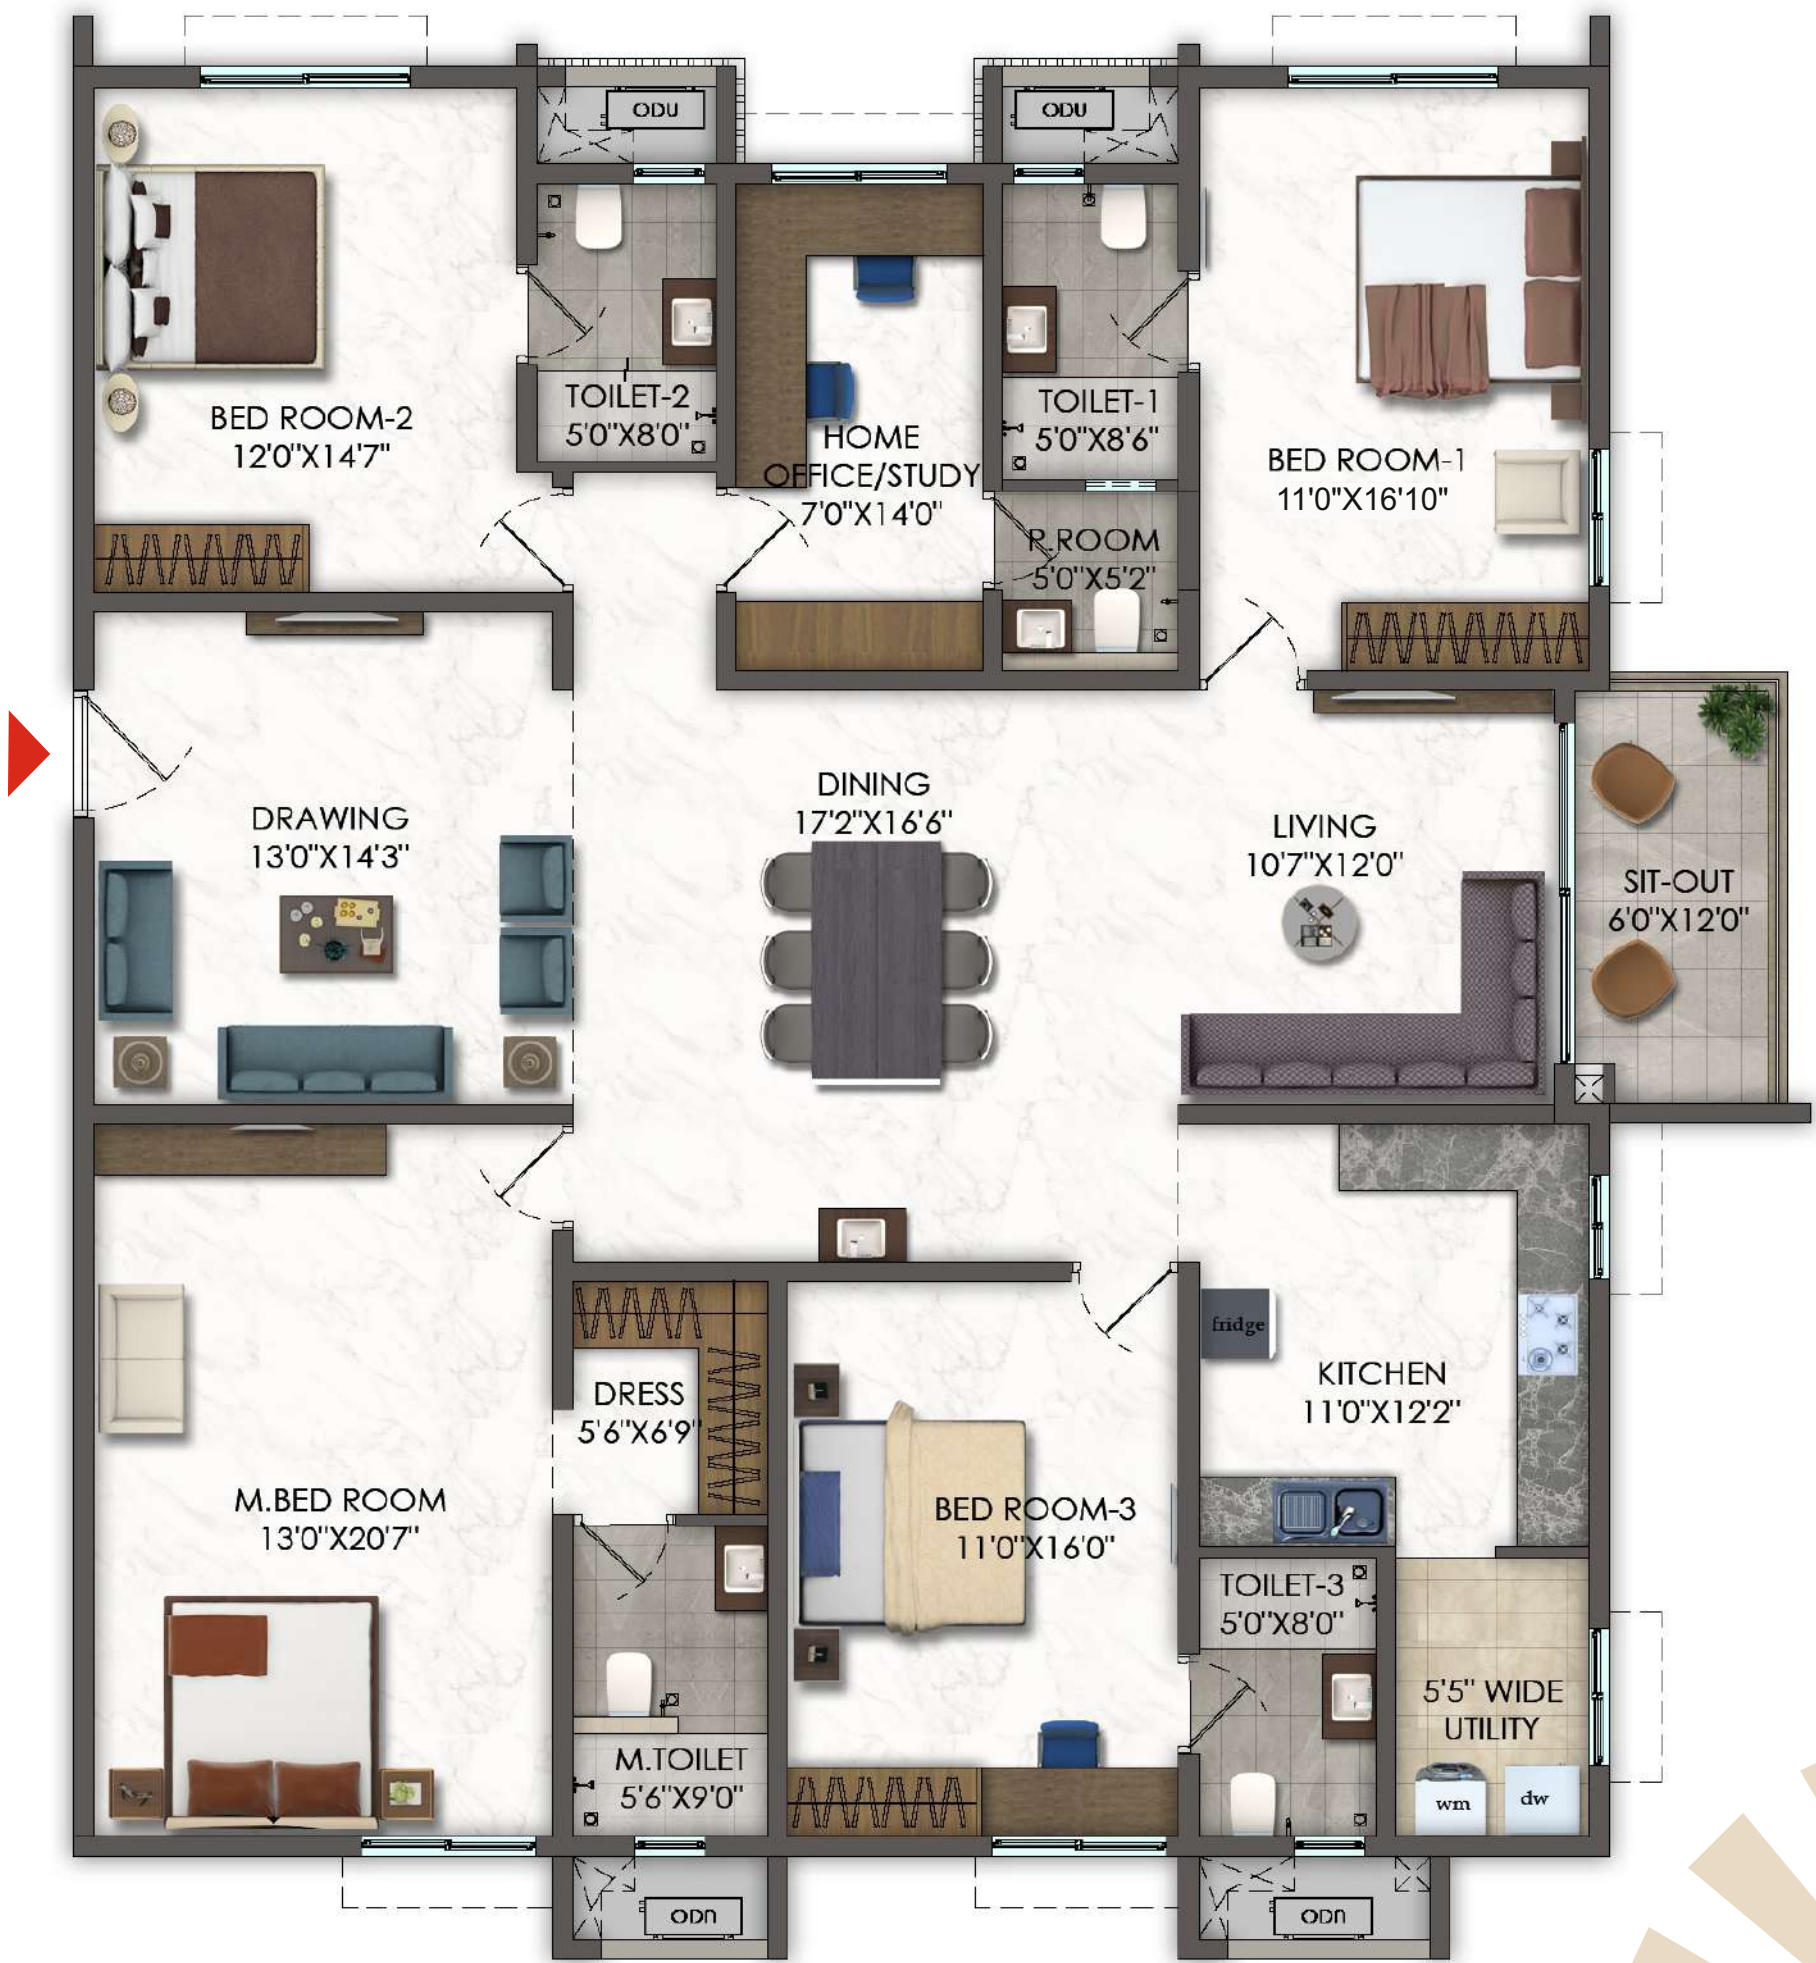 ODU
ODU
BED ROOM-2
12'0"X14'7"
TOILET-2
5'0"X8'0"
HOME
OFFICE/STUDY
7'0"X14'0"
TOILET-1
5'0"X8'6"
BED ROOM-1
11'0"X16'10"
P.ROOM
5'0"X5'2"
DRAWING
13'0"X14'3"
DINING
17'2"X16'6"
LIVING
10'7"X12'0"
SIT-OUT
6'0"X12'0"
fridge
KITCHEN
11'0"X12'2"
DRESS
5'6"X6'9"
M.BED ROOM
13'0"X20'7"
BED ROOM-3
11'0"X16'0"
TOILET-3
5'0"X8'0"
5'5" WIDE
UTILITY
M.TOILET
5'6"X9'0"
wm
dw
ODU
ODU